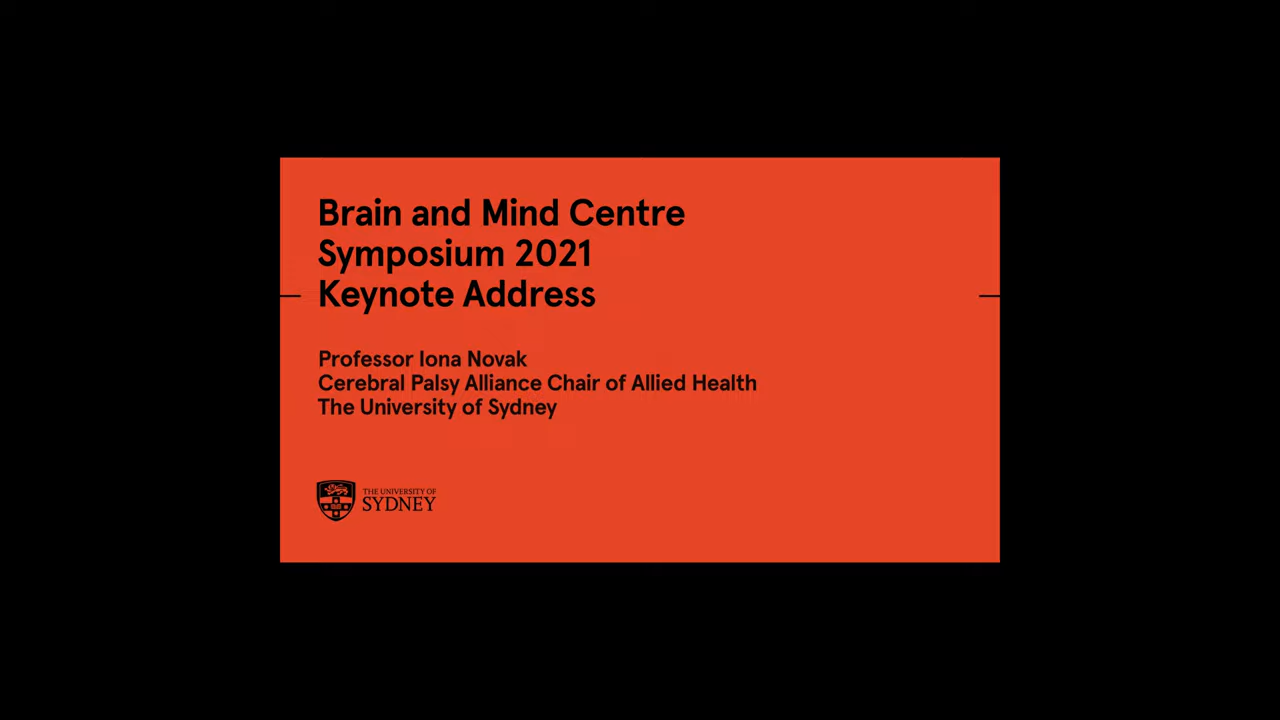 Brain and Mind Centre
Symposium 2021
Keynote Address
Professor Iona Novak
Cerebral Palsy Alliance Chair of Allied Health
The University of Sydney
THE UNIVERSITY OF
SYDNEY